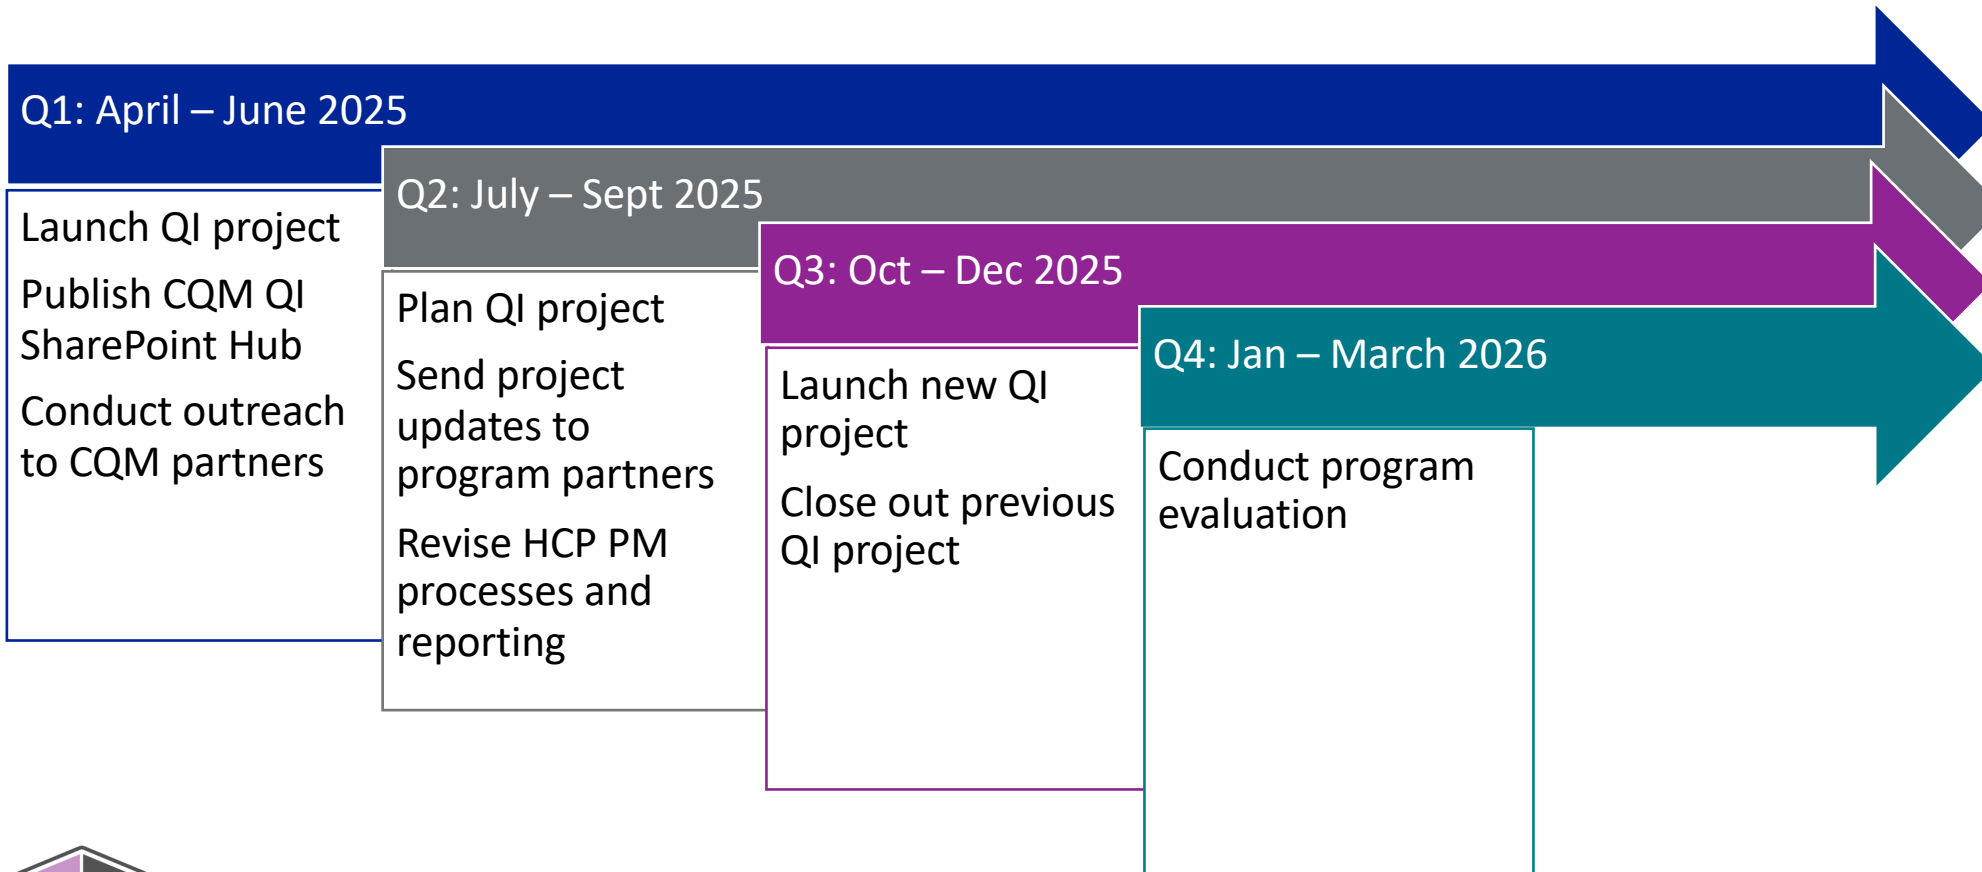 Q1: April – June 2025
Launch QI project
Publish CQM QI
SharePoint Hub
Conduct outreach
to CQM partners
Q2: July – Sept 2025
Plan QI project
Send project
updates to
program partners
Revise HCP PM
processes and
reporting
Q3: Oct – Dec 2025
Launch new QI
project
Close out previous
QI project
Q4: Jan – March 2026
Conduct program
evaluation